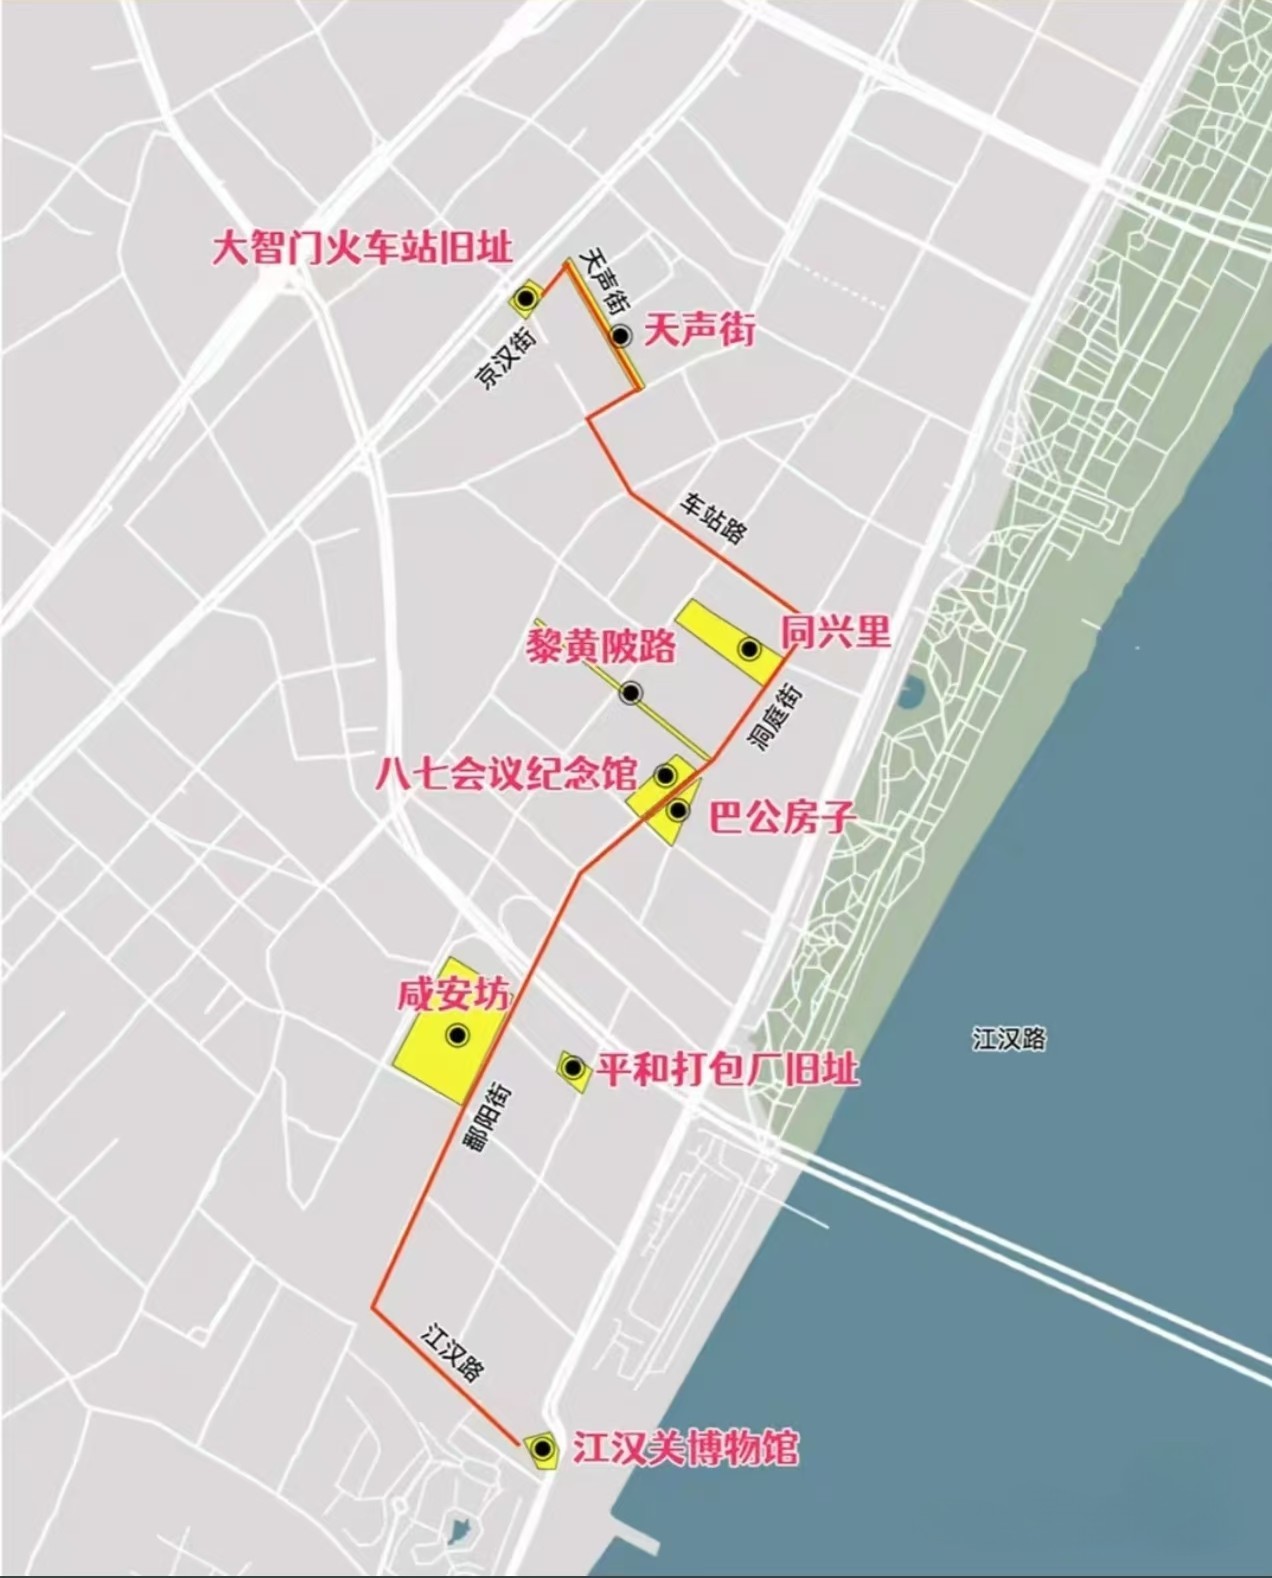 江汉路
同兴里
洞庭街
巴公房子
平和打包厂旧址
江汉关博物馆
天声街
车站路
天声街
黎黄陂路
八七会议纪念馆
京汉街
大智门火车站旧址
咸安坊
鄱阳街
江汉路